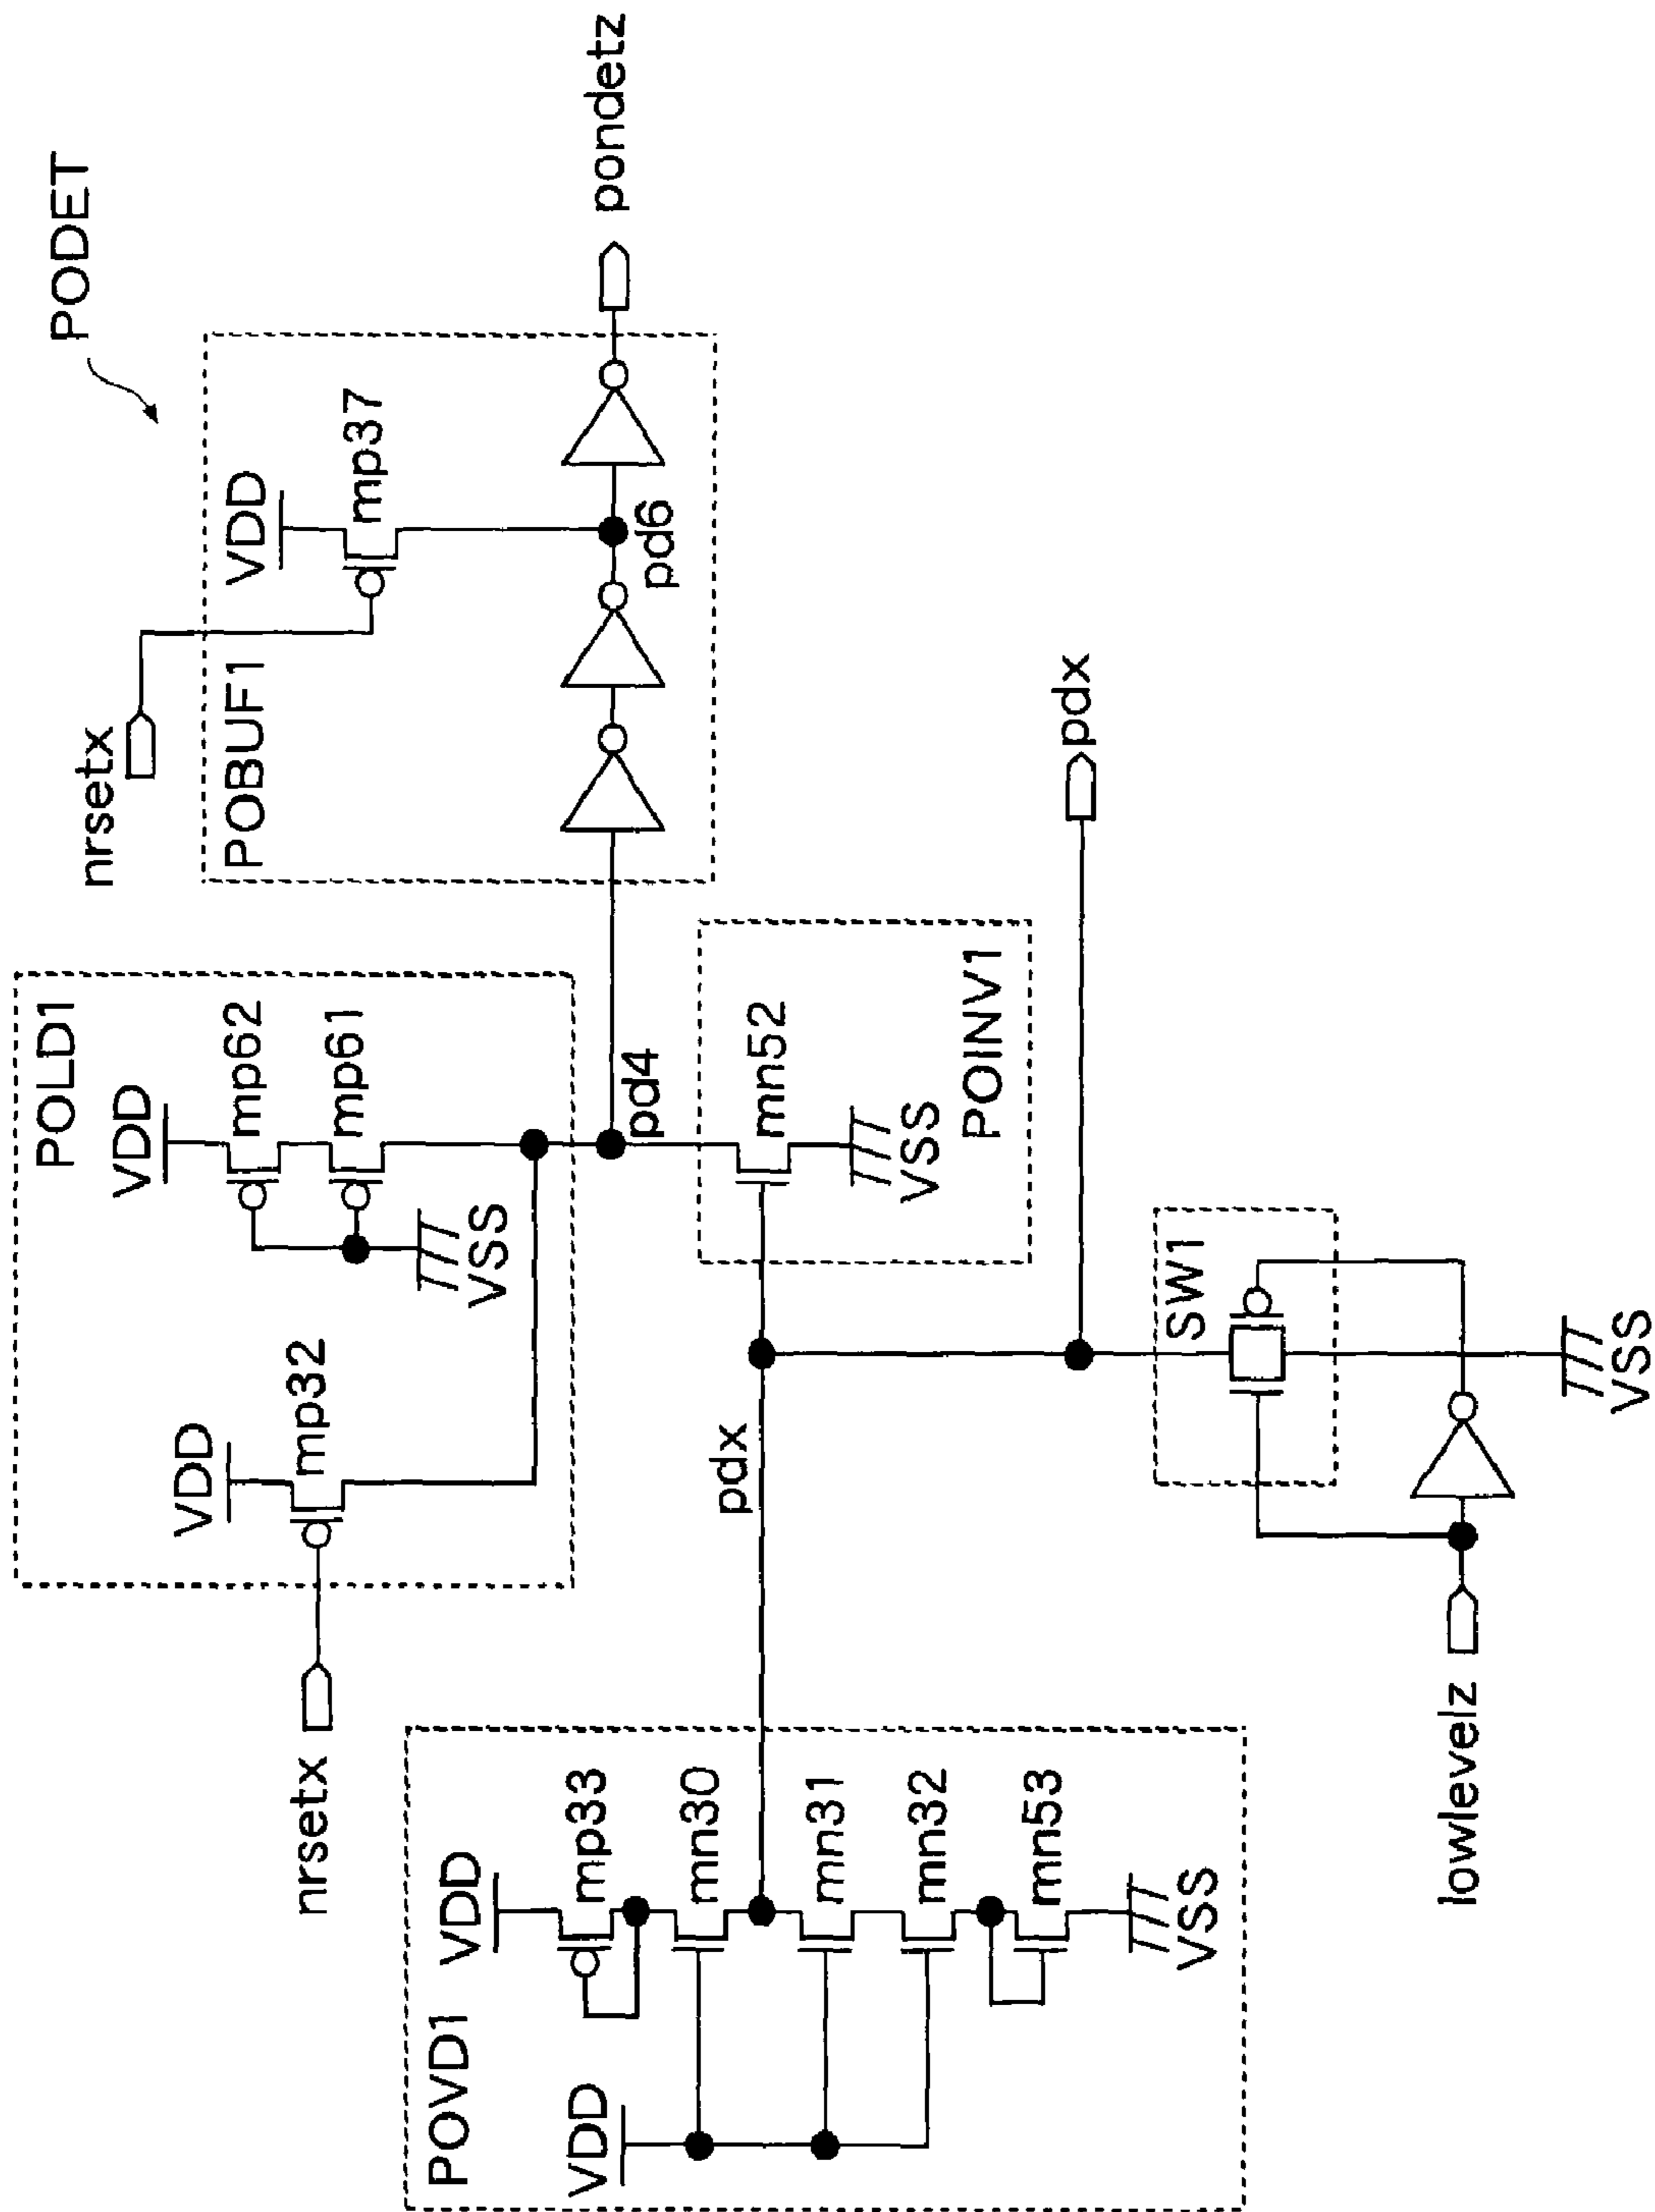 PODET
nrsetx
VDD
mp37
POBUF1
pd6
pondetz
POLD1
VDD
mp62
mp61
VSS
VDD
mp32
nrsetx
pd4
mn52
VSS
POINV1
pdx
pdx
POVD1
VDD
mp33
VDD
mn30
mn31
mn32
mn53
VSS
SW1
VSS
lowlevelz